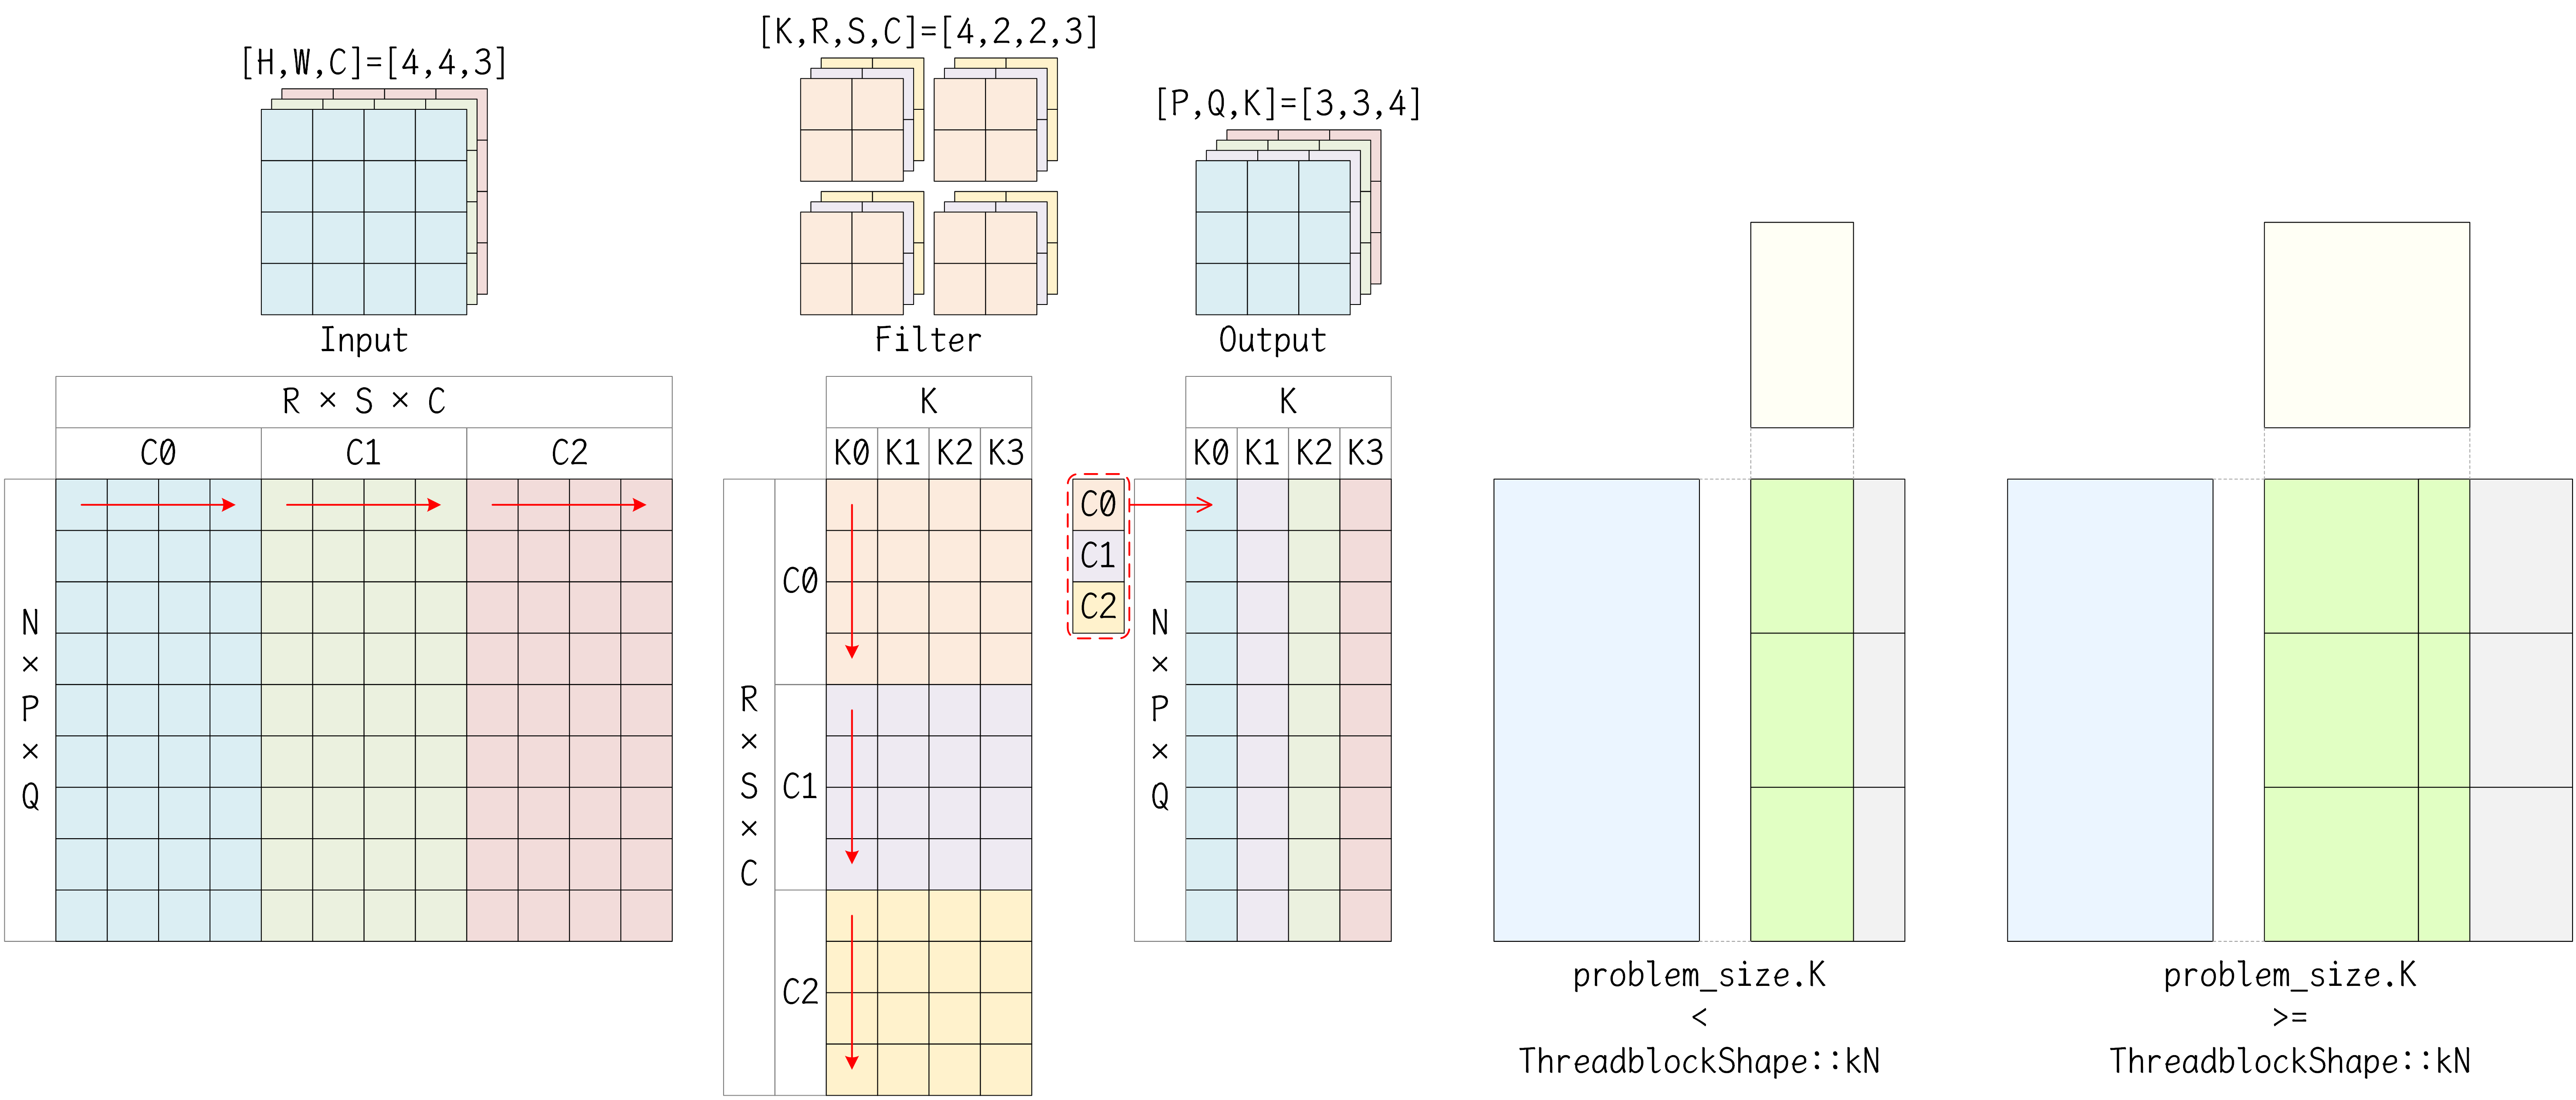 [H,W,C]=[4,4,3]
Input
[K,R,S,C]=[4,2,2,3]
Filter
[P,Q,K]=[3,3,4]
Output
R × S × C
C0 C1 C2
N
×
P
×
Q
K
K0 K1 K2 K3
R
×
S
×
C
C0
C1
C2
C0
C1
C2
K
K0 K1 K2 K3
N
×
P
×
Q
problem_size.K
<
ThreadblockShape::kN
problem_size.K
>=
ThreadblockShape::kN